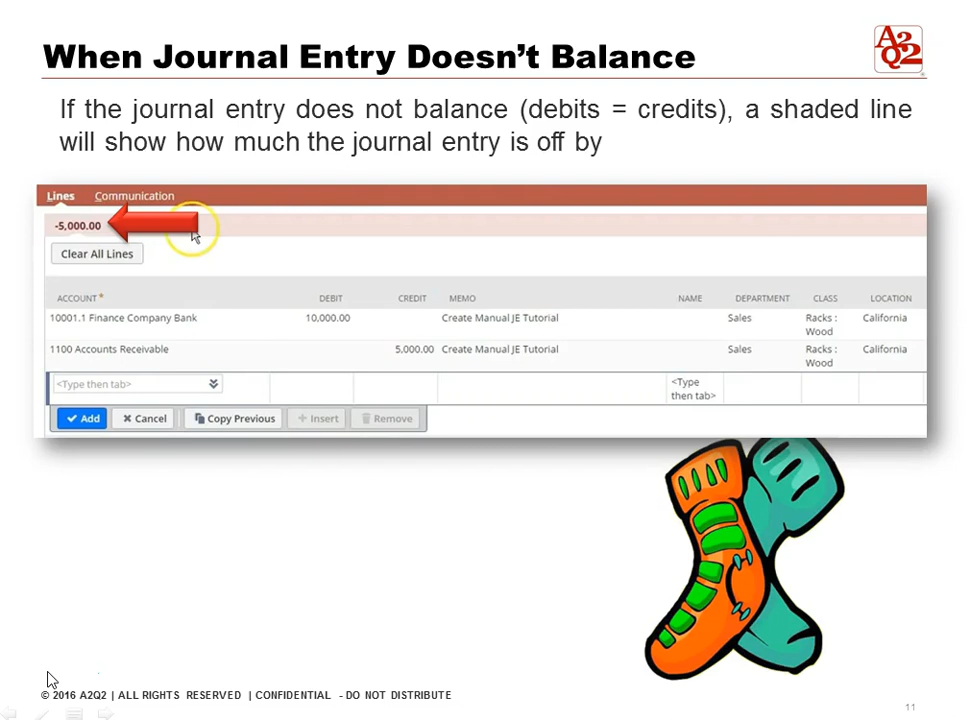 When Journal Entry Doesn’t Balance
A2
Q2
If the journal entry does not balance (debits = credits), a shaded line
will show how much the journal entry is off by
Lines Communication
-5,000.00
Clear All Lines
ACCOUNT* DEBIT CREDIT MEMO NAME DEPARTMENT CLASS LOCATION
10001.1 Finance Company Bank 10,000.00 Create Manual JE Tutorial Sales Racks : California
Wood
1100 Accounts Receivable 5,000.00 Create Manual JE Tutorial Sales Racks : California
Wood
<Type then tab> <Type
then tab>
Add Cancel Copy Previous Insert Remove
© 2016 A2Q2 | ALL RIGHTS RESERVED | CONFIDENTIAL - DO NOT DISTRIBUTE
11